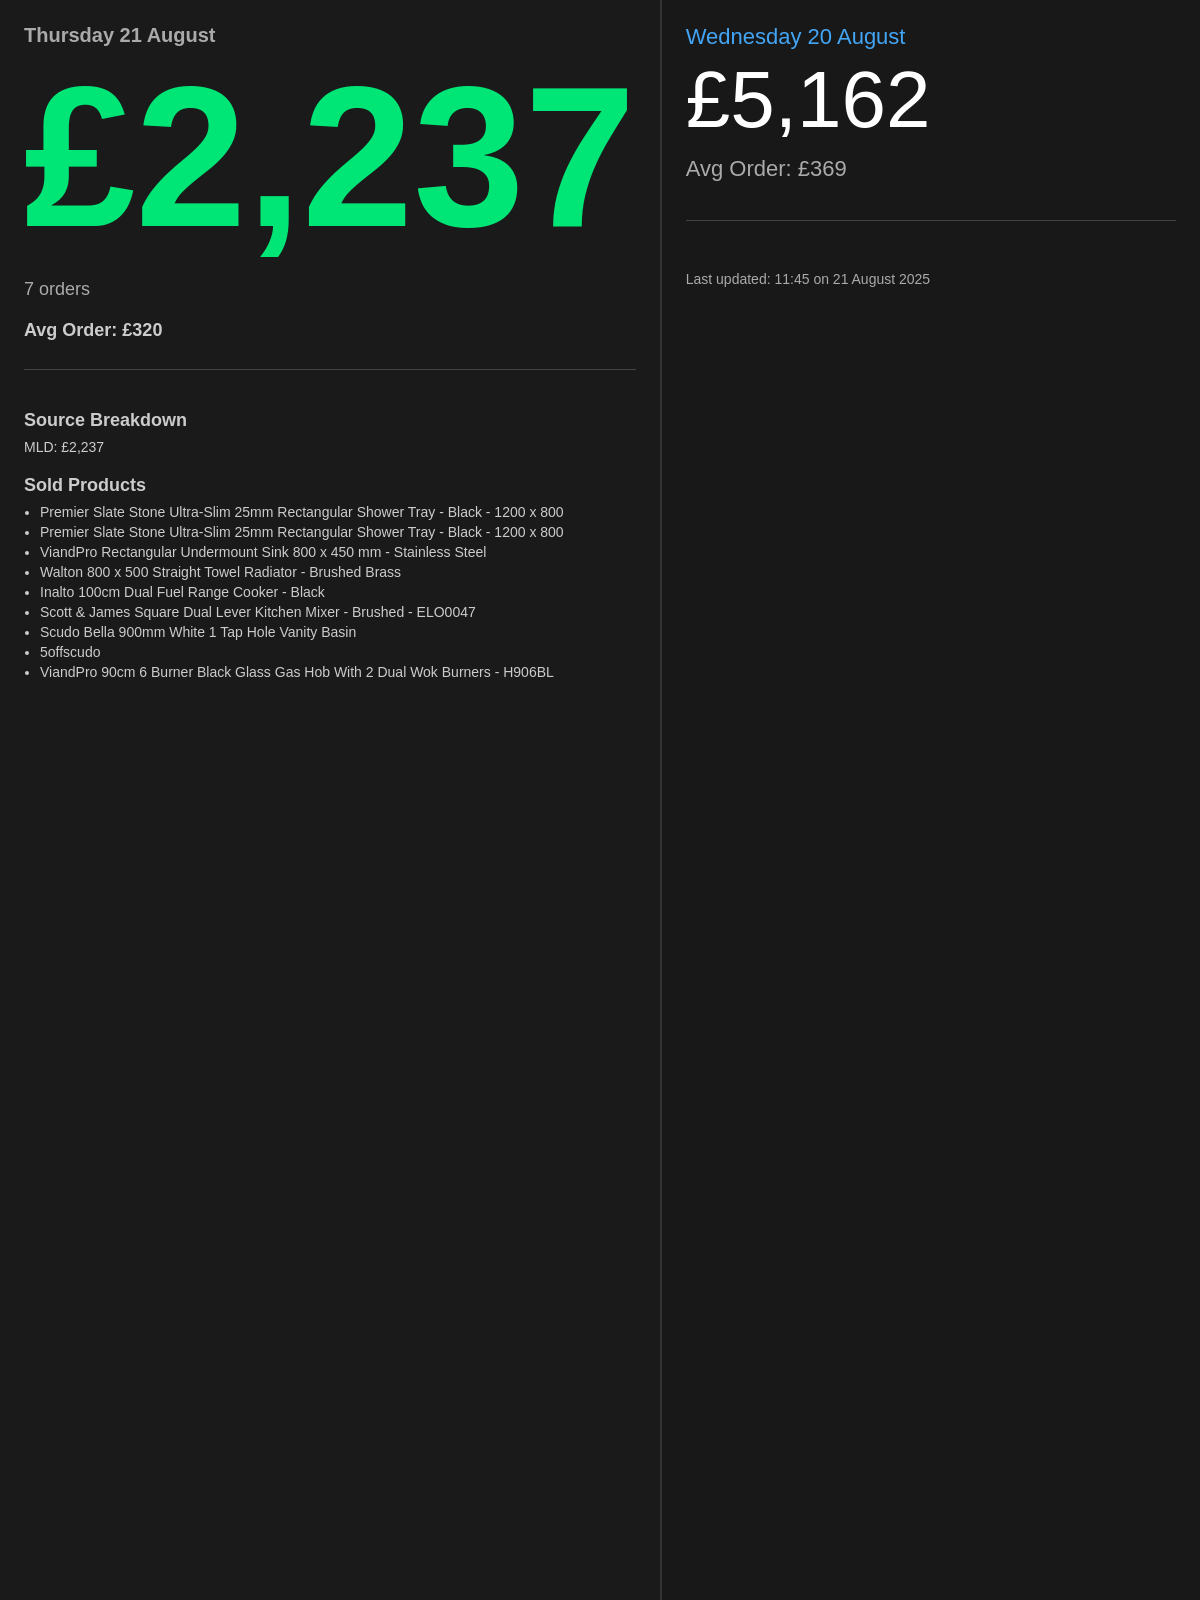 Thursday 21 August
£2,237
7 orders
Avg Order: £320
Source Breakdown
MLD: £2,237
Sold Products
• Premier Slate Stone Ultra-Slim 25mm Rectangular Shower Tray - Black - 1200 x 800
• Premier Slate Stone Ultra-Slim 25mm Rectangular Shower Tray - Black - 1200 x 800
• ViandPro Rectangular Undermount Sink 800 x 450 mm - Stainless Steel
• Walton 800 x 500 Straight Towel Radiator - Brushed Brass
• Inalto 100cm Dual Fuel Range Cooker - Black
• Scott & James Square Dual Lever Kitchen Mixer - Brushed - ELO0047
• Scudo Bella 900mm White 1 Tap Hole Vanity Basin
• 5offscudo
• ViandPro 90cm 6 Burner Black Glass Gas Hob With 2 Dual Wok Burners - H906BL
Wednesday 20 August
£5,162
Avg Order: £369
Last updated: 11:45 on 21 August 2025